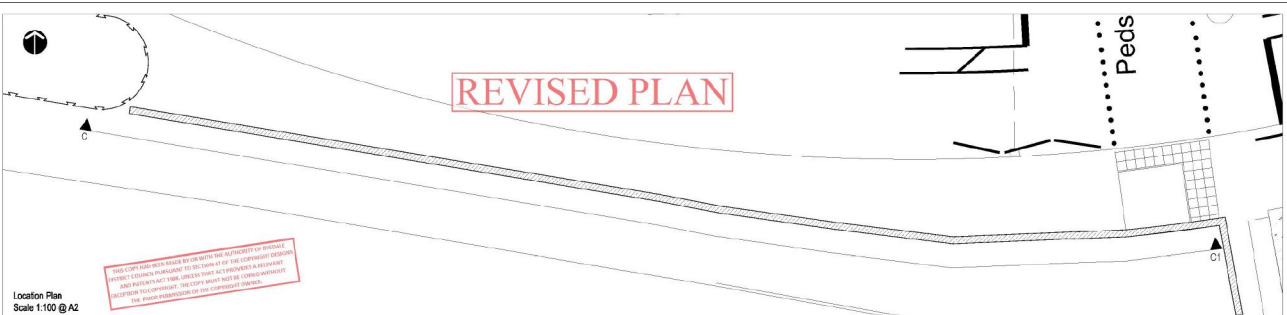 Peds
REVISED PLAN
C
C1
THIS COPY HAS BEEN MADE BY OR WITH THE AUTHORITY OF RYEDALE
DISTRICT COUNCIL PURSUANT TO SECTION 47 OF THE COPYRIGHT DESIGNS
AND PATENTS ACT 1988. UNLESS THAT ACT PROVIDES A RELEVANT
EXCEPTION TO COPYRIGHT, THE COPY MUST NOT BE COPIED WITHOUT
THE PRIOR PERMISSION OF THE COPYRIGHT OWNER.
Location Plan
Scale 1:100 @ A2